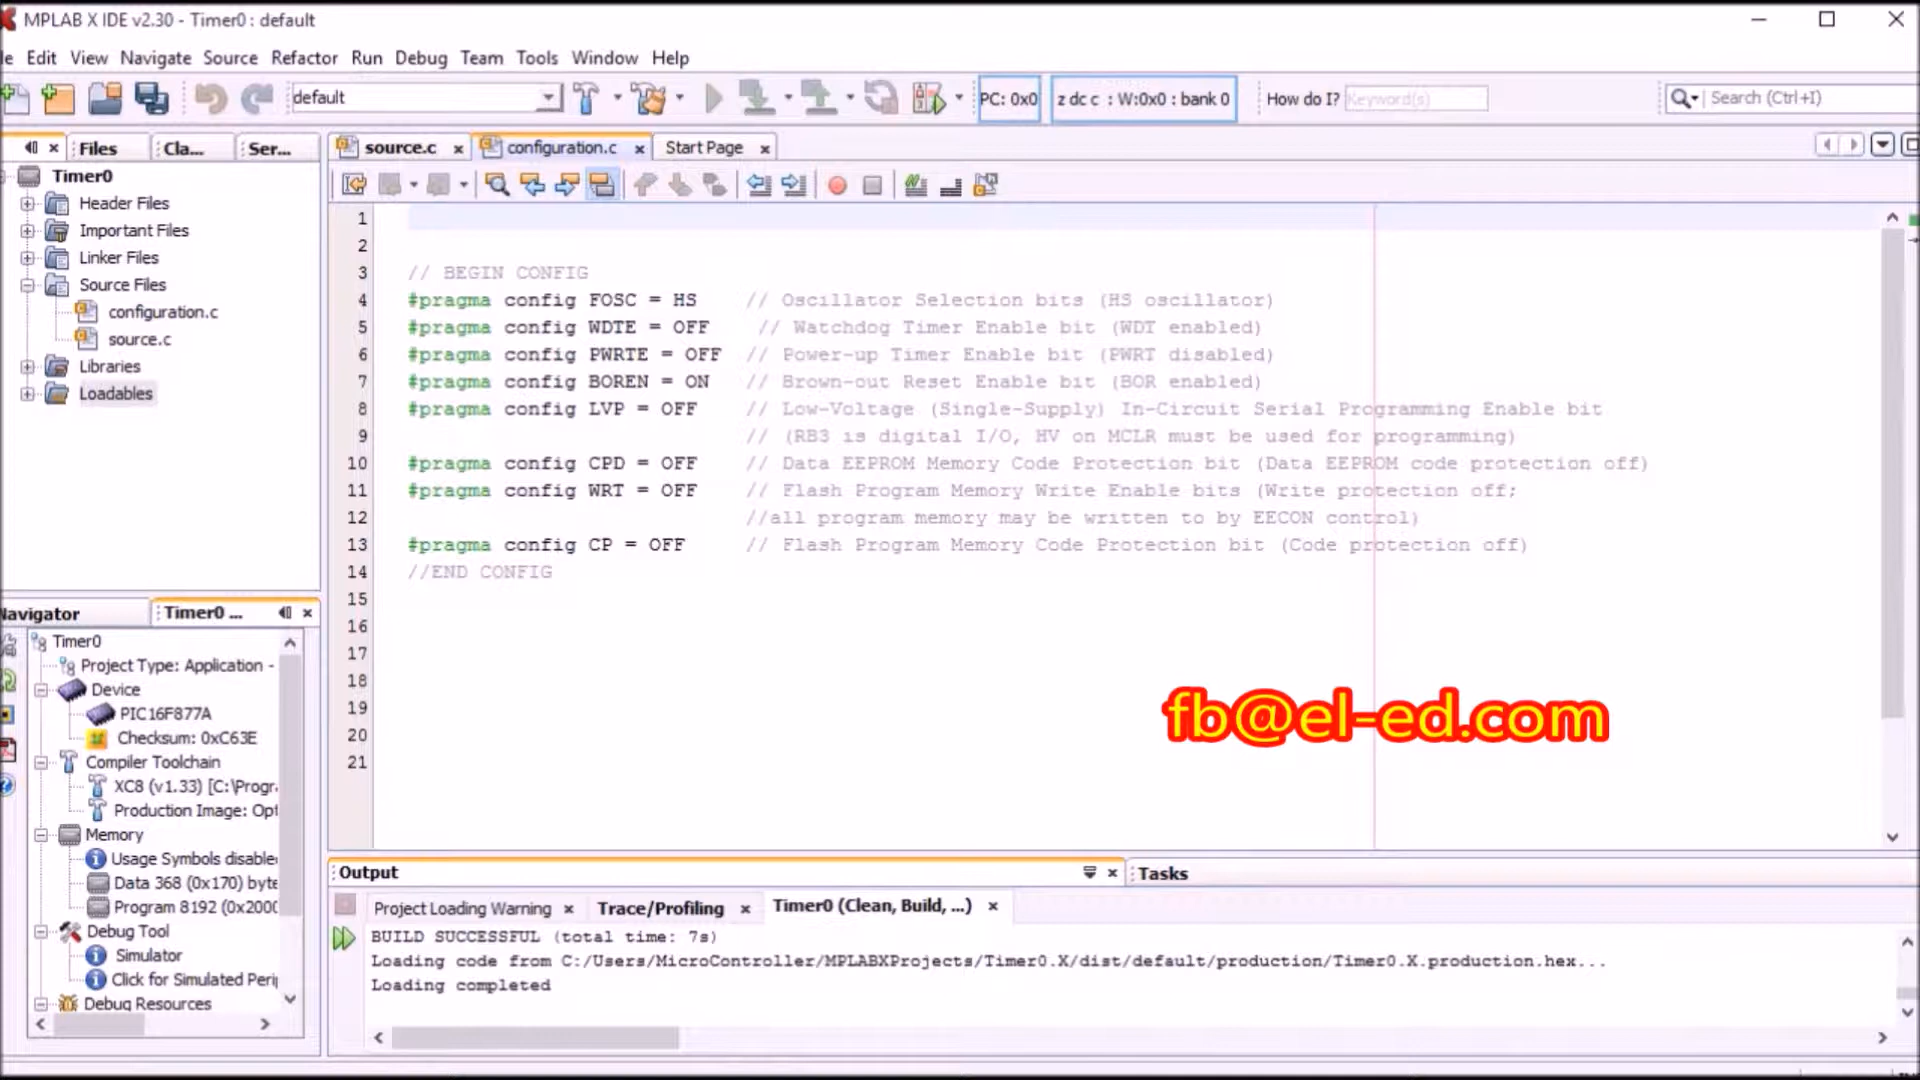 MPLAB X IDE v2.30 - Timer0 : default
le Edit View Navigate Source Refactor Run Debug Team Tools Window Help
default
PC: 0x0
z dc c : W:0x0 : bank 0
How do I? Keyword(s)
Search (Ctrl+I)
Files Cla... Ser...
source.c configuration.c Start Page
Timer0
Header Files
Important Files
Linker Files
Source Files
configuration.c
source.c
Libraries
Loadables
1
2
3 // BEGIN CONFIG
4 #pragma config FOSC = HS // Oscillator Selection bits (HS oscillator)
5 #pragma config WDTE = OFF // Watchdog Timer Enable bit (WDT enabled)
6 #pragma config PWRTE = OFF // Power-up Timer Enable bit (PWRT disabled)
7 #pragma config BOREN = ON // Brown-out Reset Enable bit (BOR enabled)
8 #pragma config LVP = OFF // Low-Voltage (Single-Supply) In-Circuit Serial Programming Enable bit
9 // (RB3 is digital I/O, HV on MCLR must be used for programming)
10 #pragma config CPD = OFF // Data EEPROM Memory Code Protection bit (Data EEPROM code protection off)
11 #pragma config WRT = OFF // Flash Program Memory Write Enable bits (Write protection off;
12 //all program memory may be written to by EECON control)
13 #pragma config CP = OFF // Flash Program Memory Code Protection bit (Code protection off)
14 //END CONFIG
15
16
17
18
19
20
21
fb@el-ed.com
Navigator Timer0 ...
Timer0
Project Type: Application -
Device
PIC16F877A
Checksum: 0xC63E
Compiler Toolchain
XC8 (v1.33) [C:\Progr
Production Image: Opt
Memory
Usage Symbols disable
Data 368 (0x170) byte
Program 8192 (0x2000
Debug Tool
Simulator
Click for Simulated Peri
Debug Resources
Output
Tasks
Project Loading Warning Trace/Profiling Timer0 (Clean, Build, ...)
BUILD SUCCESSFUL (total time: 7s)
Loading code from C:/Users/MicroController/MPLABXProjects/Timer0.X/dist/default/production/Timer0.X.production.hex...
Loading completed